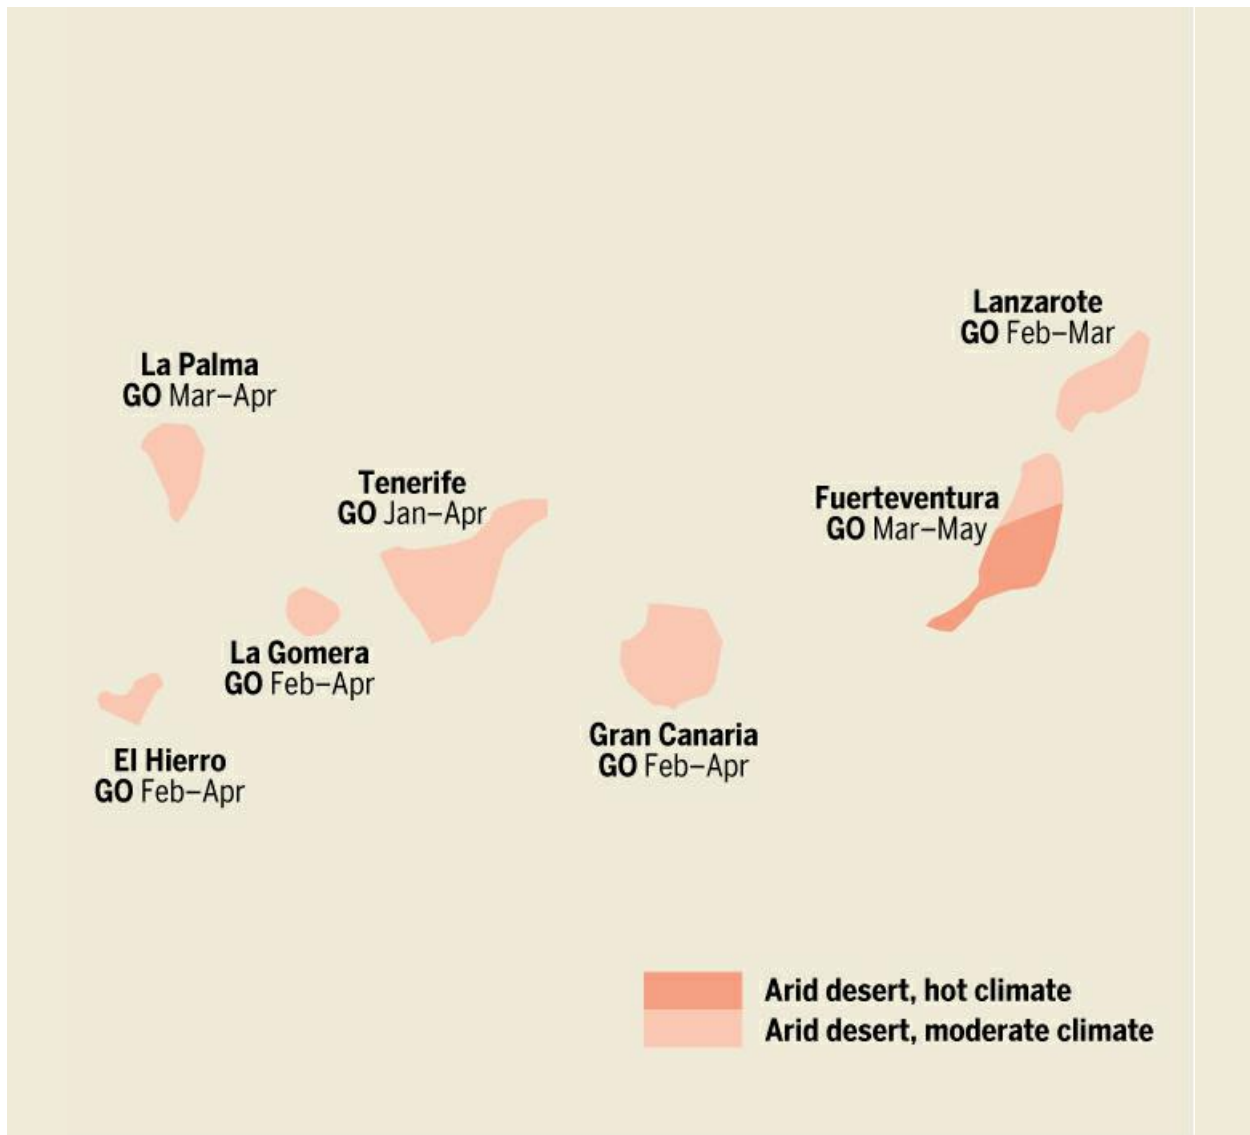 Lanzarote
GO Feb–Mar
La Palma
GO Mar–Apr
Tenerife
GO Jan–Apr
Fuerteventura
GO Mar–May
La Gomera
GO Feb–Apr
Gran Canaria
GO Feb–Apr
El Hierro
GO Feb–Apr
Arid desert, hot climate
Arid desert, moderate climate